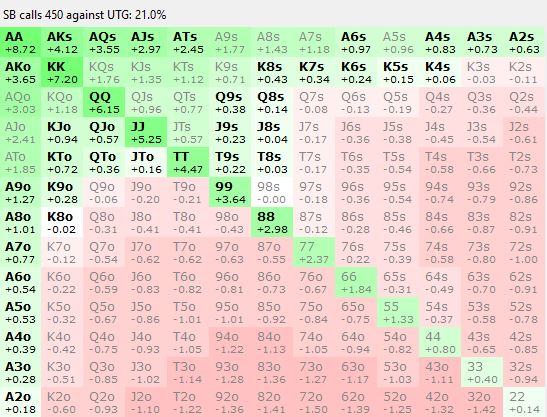 SB calls 450 against UTG: 21.0%
AA AKs AQs AJs ATs A9s A8s A7s A6s A5s A4s A3s A2s
+8.72 +4.12 +3.55 +2.97 +2.45 +1.77 +1.43 +1.18 +0.97 +0.96 +0.83 +0.73 +0.63
AKo KK KQs KJs KTs K9s K8s K7s K6s K5s K4s K3s K2s
+3.65 +7.20 +1.76 +1.35 +1.12 +0.71 +0.43 +0.34 +0.24 +0.15 +0.06 -0.03 -0.11
AQo KQo QQ QJs QTs Q9s Q8s Q7s Q6s Q5s Q4s Q3s Q2s
+3.03 +1.18 +6.15 +0.96 +0.77 +0.38 +0.14 -0.08 -0.13 -0.19 -0.27 -0.36 -0.44
AJo KJo QJo JJ JTs J9s J8s J7s J6s J5s J4s J3s J2s
+2.41 +0.94 +0.57 +5.25 +0.57 +0.23 +0.04 -0.17 -0.36 -0.38 -0.45 -0.54 -0.61
ATo KTo QTo JTo TT T9s T8s T7s T6s T5s T4s T3s T2s
+1.85 +0.72 +0.36 +0.16 +4.47 +0.22 +0.03 -0.17 -0.35 -0.54 -0.58 -0.66 -0.73
A9o K9o Q9o J9o T9o 99 98s 97s 96s 95s 94s 93s 92s
+1.27 +0.28 -0.06 -0.20 -0.21 +3.64 0.00 -0.18 -0.36 -0.54 -0.74 -0.79 -0.86
A8o K8o Q8o J8o T8o 98o 88 87s 86s 85s 84s 83s 82s
+1.01 -0.02 -0.31 -0.41 -0.41 -0.43 +2.98 -0.12 -0.28 -0.46 -0.66 -0.87 -0.91
A7o K7o Q7o J7o T7o 97o 87o 77 76s 75s 74s 73s 72s
+0.77 -0.12 -0.54 -0.62 -0.62 -0.63 -0.55 +2.37 -0.22 -0.39 -0.58 -0.80 -1.00
A6o K6o Q6o J6o T6o 96o 86o 76o 66 65s 64s 63s 62s
+0.54 -0.22 -0.59 -0.83 -0.82 -0.81 -0.73 -0.67 +1.84 -0.31 -0.49 -0.70 -0.91
A5o K5o Q5o J5o T5o 95o 85o 75o 65o 55 54s 53s 52s
+0.53 -0.32 -0.67 -0.86 -1.01 -1.01 -0.92 -0.84 -0.75 +1.33 -0.37 -0.58 -0.78
A4o K4o Q4o J4o T4o 94o 84o 74o 64o 54o 44 43s 42s
+0.39 -0.42 -0.75 -0.93 -1.05 -1.22 -1.13 -1.05 -0.94 -0.82 +0.80 -0.65 -0.85
A3o K3o Q3o J3o T3o 93o 83o 73o 63o 53o 43o 33 32s
+0.28 -0.51 -0.85 -1.02 -1.14 -1.28 -1.36 -1.27 -1.17 -1.03 -1.11 +0.40 -0.94
A2o K2o Q2o J2o T2o 92o 82o 72o 62o 52o 42o 32o 22
+0.18 -0.60 -0.93 -1.10 -1.22 -1.36 -1.41 -1.50 -1.39 -1.25 -1.32 -1.42 +0.14